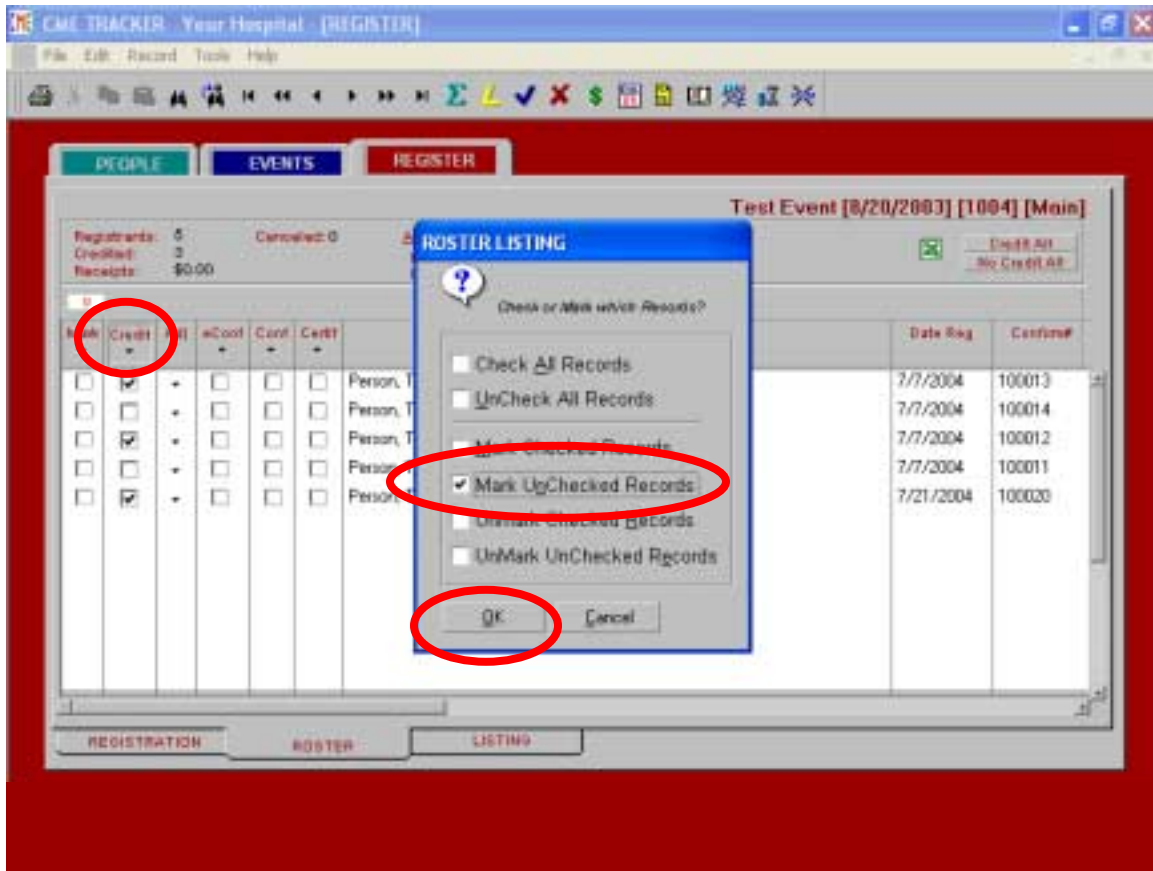 CME TRACKER - Your Hospital - [REGISTER]
File Edit Record Tools Help
PEOPLE EVENTS REGISTER
Test Event [8/20/2003] [1004] [Main]
Registrants: 5 Canceled: 0
Credited: 3
Receipts: $0.00
Credit All
No Credit All
0
Mark Credit eConf Conf Certif Date Reg Confirm#
Person, T 7/7/2004 100013
Person, T 7/7/2004 100014
Person, T 7/7/2004 100012
Person, T 7/7/2004 100011
Person, T 7/21/2004 100020
ROSTER LISTING
Check or Mark which Records?
Check All Records
UnCheck All Records
Mark Checked Records
Mark UnChecked Records
UnMark Checked Records
UnMark UnChecked Records
OK Cancel
REGISTRATION ROSTER LISTING